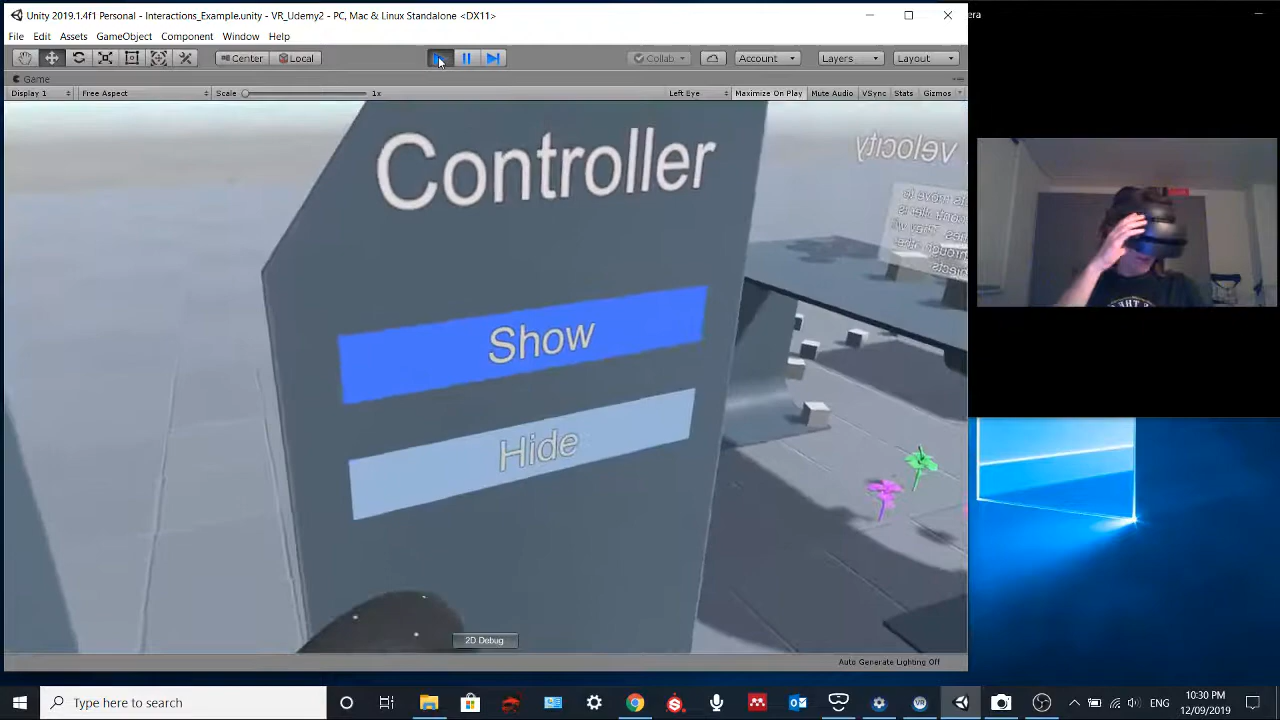 Unity 2019.1.4f1 Personal - Interactions_Example.unity - VR_Udemy2 - PC, Mac & Linux Standalone <DX11>
era
File Edit Assets GameObject Component Window Help
Center Local Collab Account Layers Layout
Game
Display 1 Free Aspect Scale 1x Left Eye Maximize On Play Mute Audio VSync Stats Gizmos
Controller
velocity
Show
Hide
2D Debug
Auto Generate Lighting Off
Type here to search
ENG
10:30 PM
12/09/2019